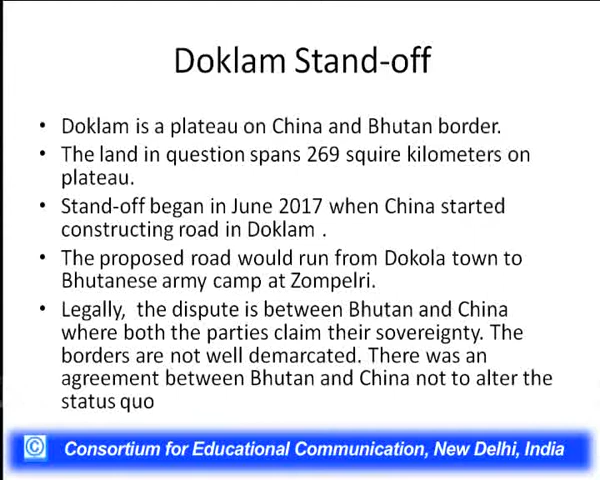 Doklam Stand-off
• Doklam is a plateau on China and Bhutan border.
• The land in question spans 269 squire kilometers on
plateau.
• Stand-off began in June 2017 when China started
constructing road in Doklam .
• The proposed road would run from Dokola town to
Bhutanese army camp at Zompelri.
• Legally,  the dispute is between Bhutan and China
where both the parties claim their sovereignty. The
borders are not well demarcated. There was an
agreement between Bhutan and China not to alter the
status quo
© Consortium for Educational Communication, New Delhi, India